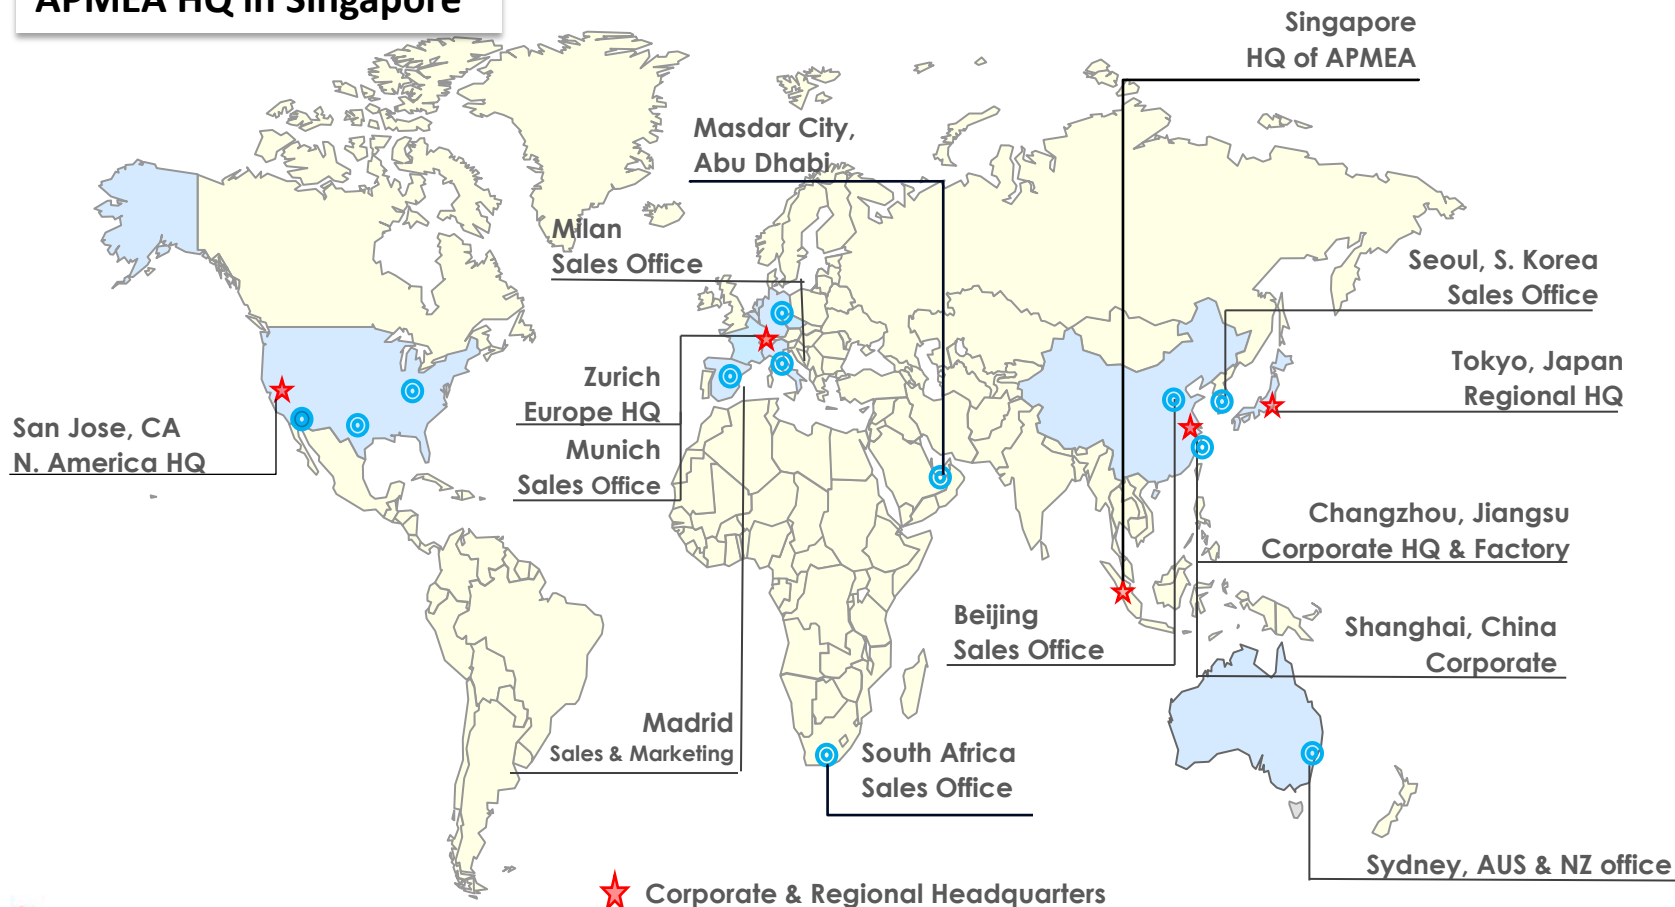 APMEA HQ in Singapore
Singapore
HQ of APMEA
Masdar City,
Abu Dhabi
Milan
Sales Office
Seoul, S. Korea
Sales Office
Tokyo, Japan
Regional HQ
Zurich
Europe HQ
Munich
Sales Office
San Jose, CA
N. America HQ
Changzhou, Jiangsu
Corporate HQ & Factory
Beijing
Sales Office
Shanghai, China
Corporate
Madrid
Sales & Marketing
South Africa
Sales Office
Sydney, AUS & NZ office
Corporate & Regional Headquarters